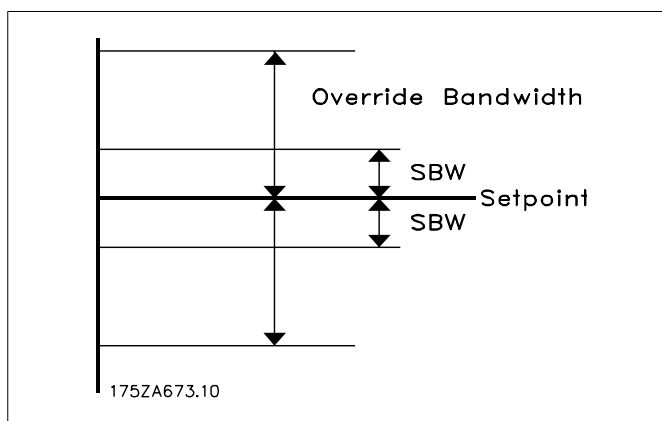 Override Bandwidth
SBW
Setpoint
SBW
175ZA673.10